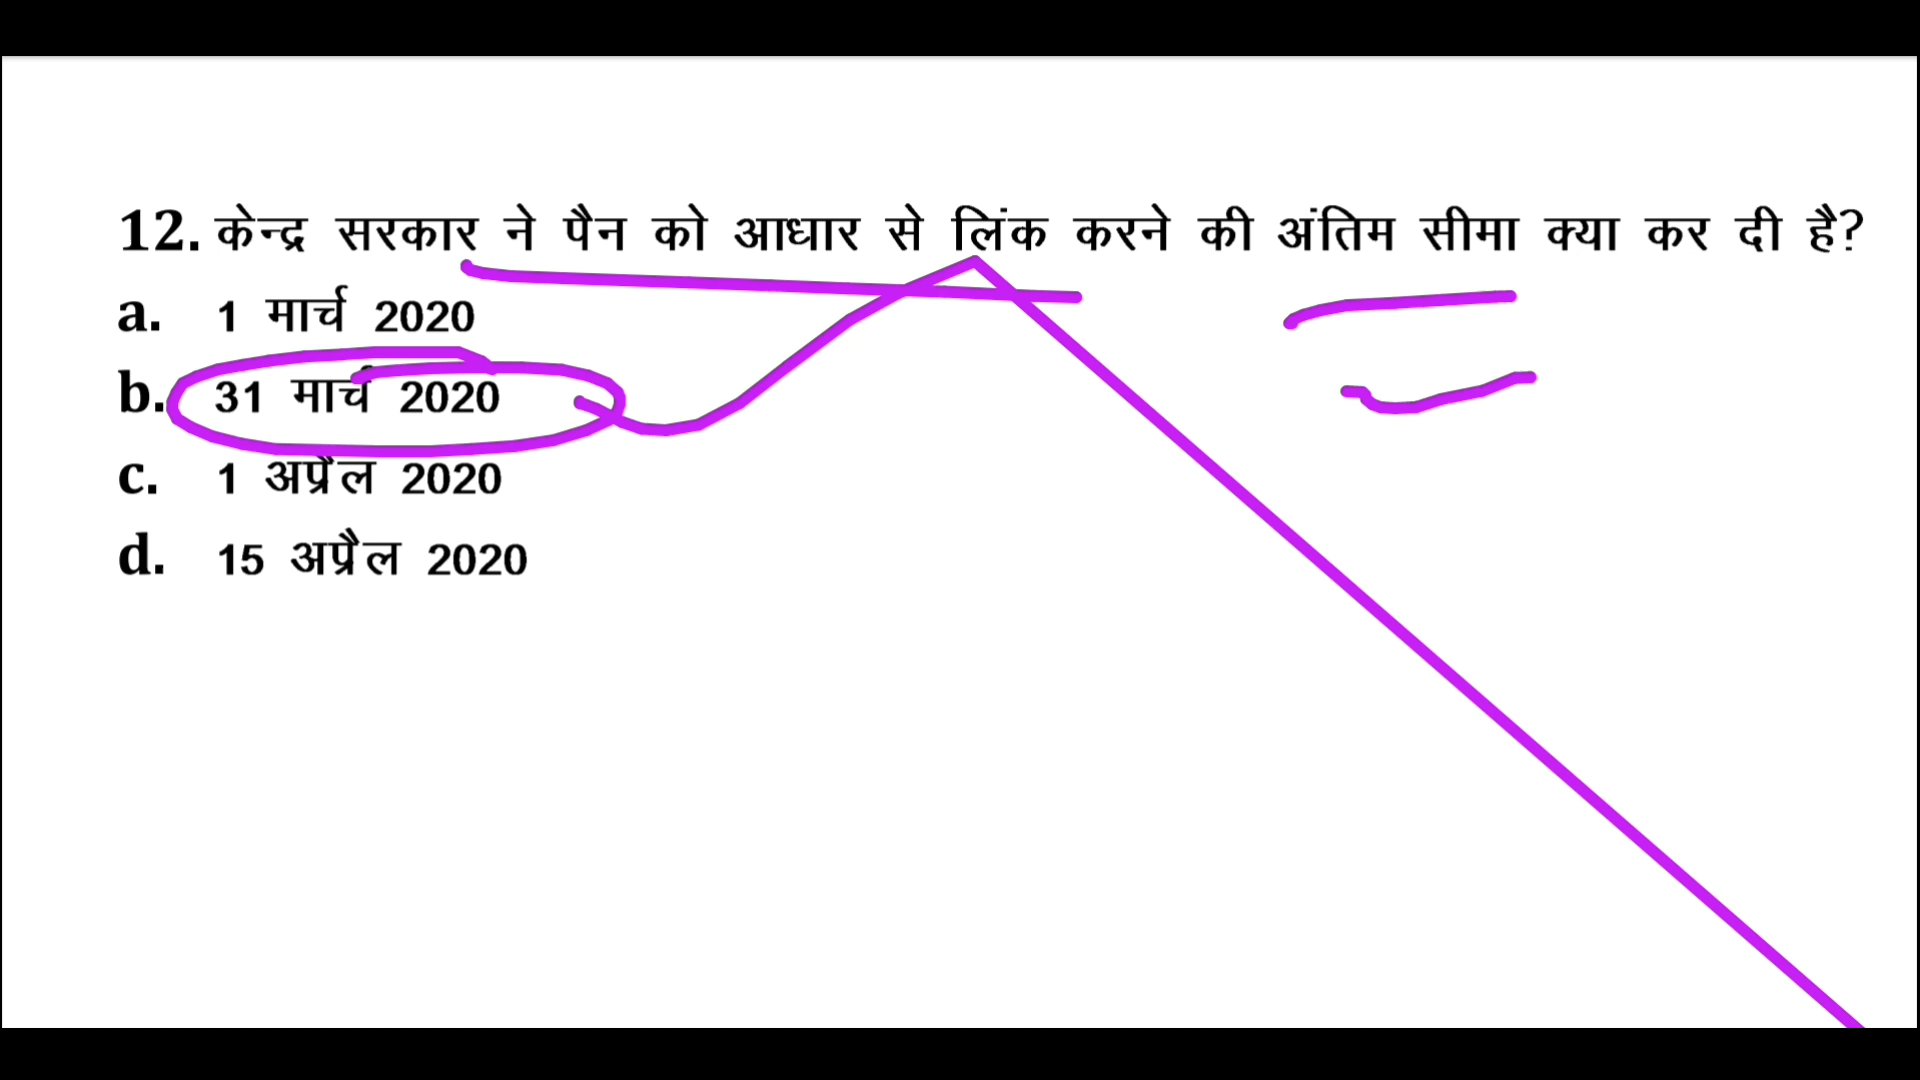 12. केन्द्र सरकार ने पैन को आधार से लिंक करने की अंतिम सीमा क्या कर दी है?
a. 1 मार्च 2020
b. 31 मार्च 2020
c. 1 अप्रैल 2020
d. 15 अप्रैल 2020